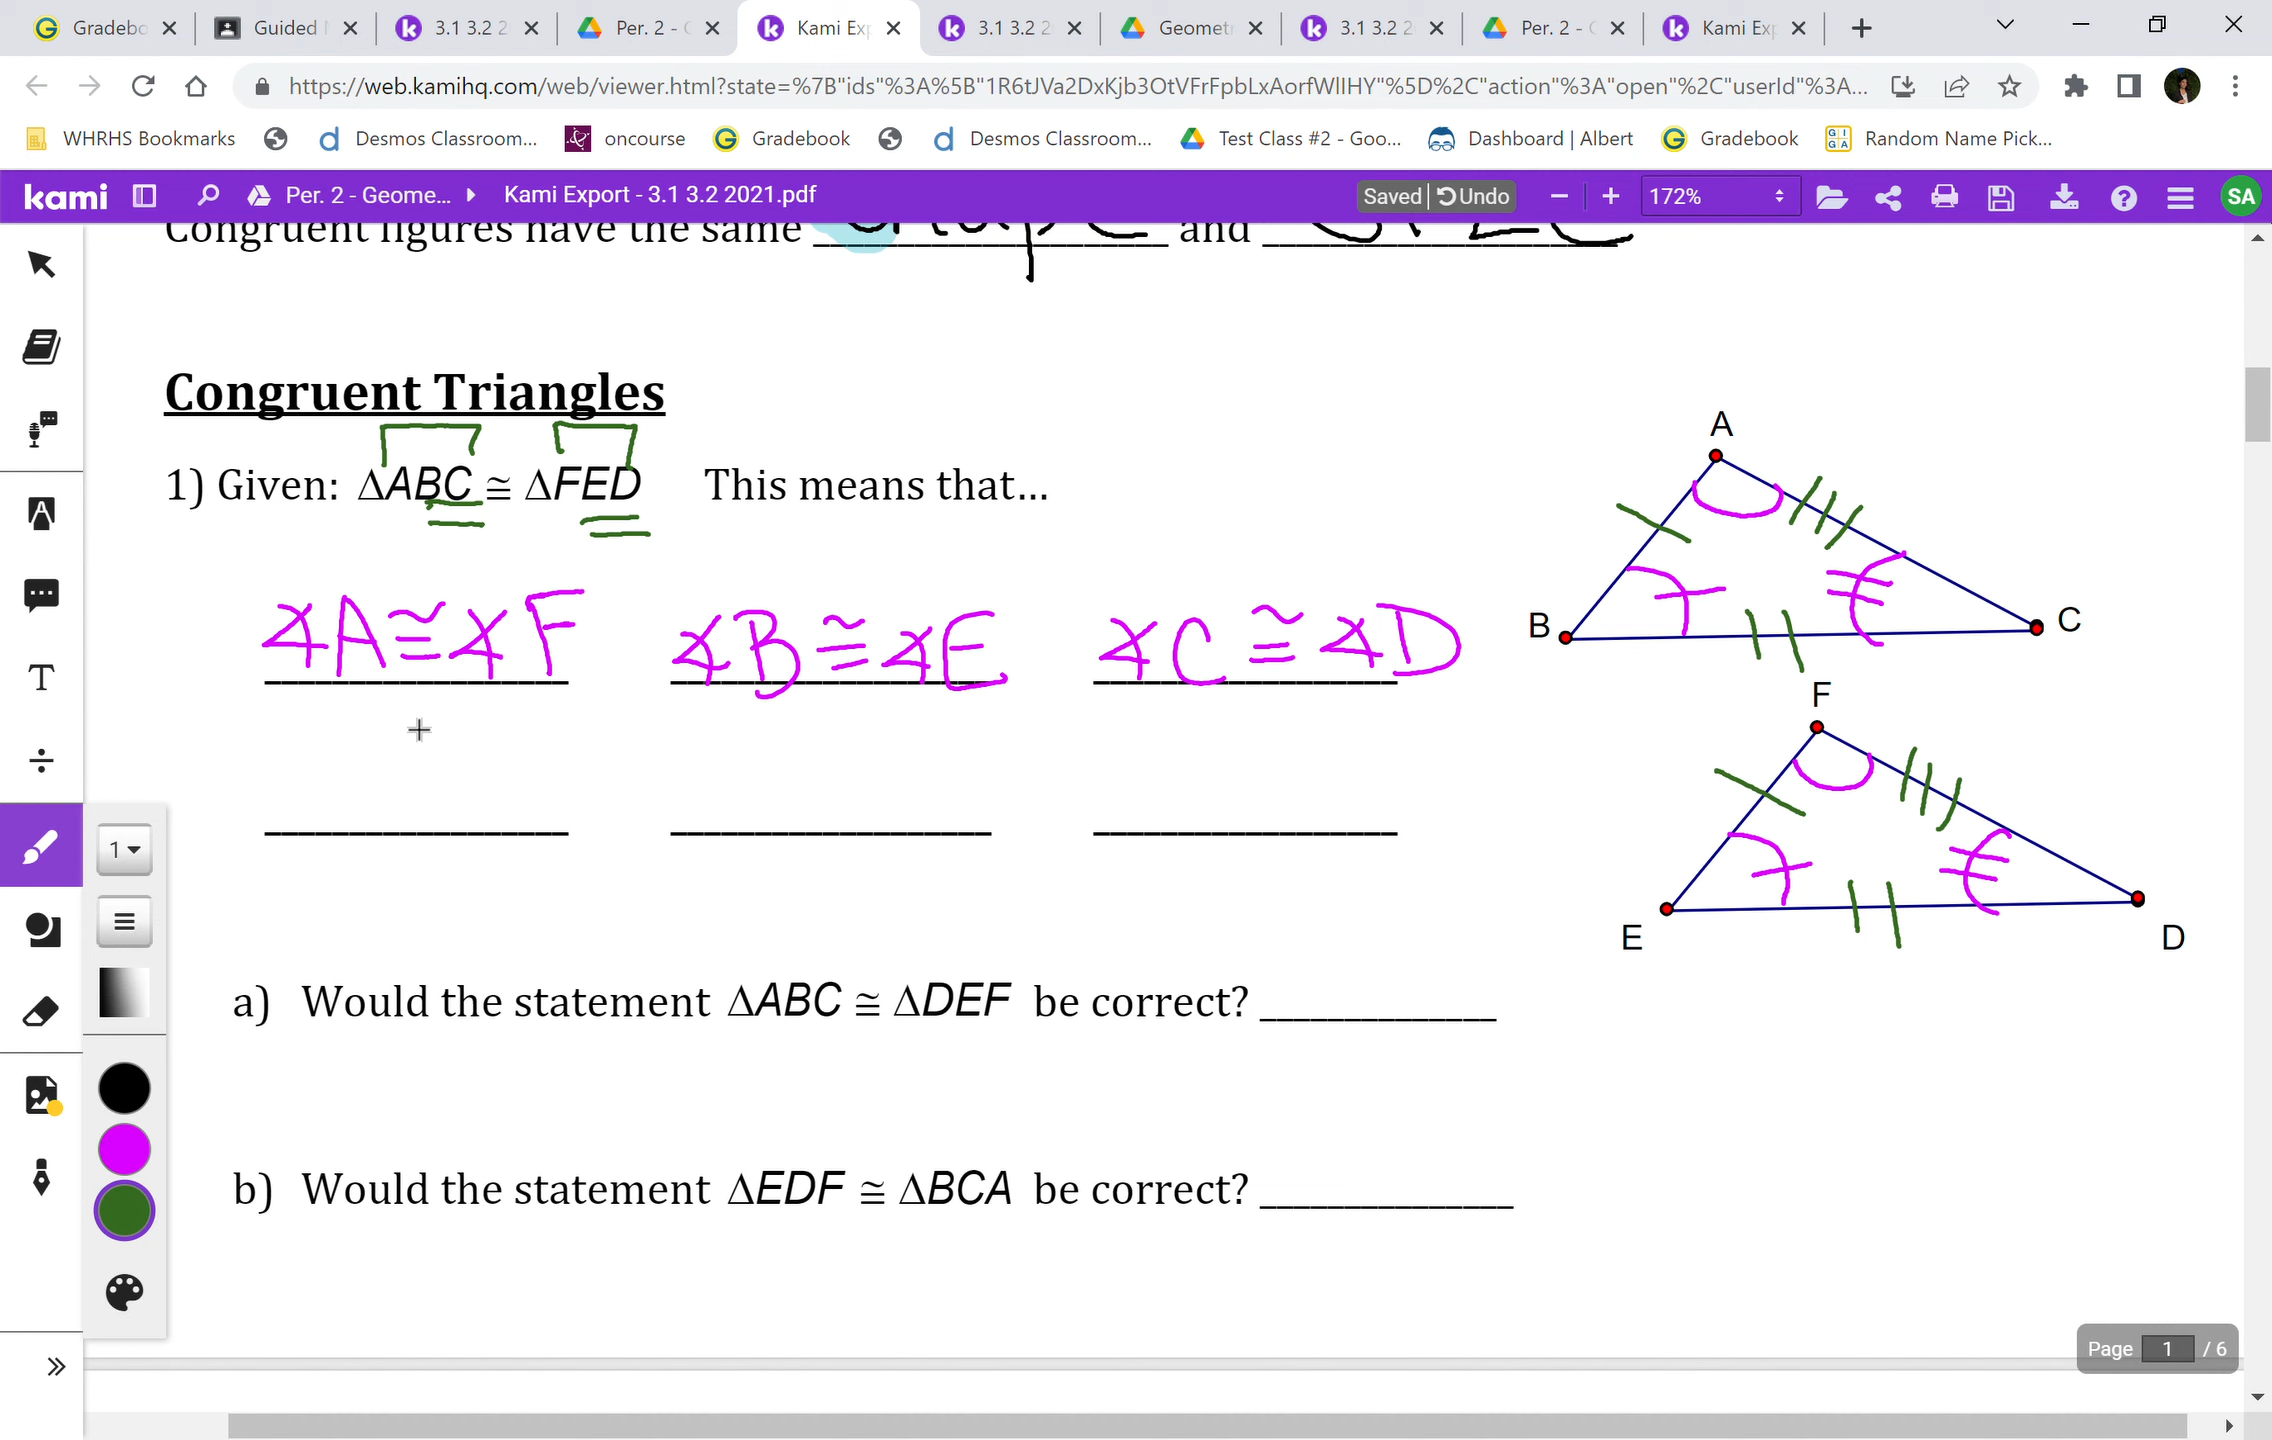 Gradebo
Guided
3.1 3.2 2
Per. 2 -
Kami Exp
3.1 3.2 2
Geomet
3.1 3.2 2
Per. 2 -
Kami Exp
https://web.kamihq.com/web/viewer.html?state=%7B"ids"%3A%5B"1R6tJVa2DxKjb3OtVFrFpbLxAorfWlIHY"%5D%2C"action"%3A"open"%2C"userId"%3A...
WHRHS Bookmarks
Desmos Classroom...
oncourse
Gradebook
Desmos Classroom...
Test Class #2 - Goo...
Dashboard | Albert
Gradebook
Random Name Pick...
kami
Per. 2 - Geome...
Kami Export - 3.1 3.2 2021.pdf
Saved
Undo
172%
SA
Congruent figures have the same shape and size
Congruent Triangles
1) Given: ΔABC ≅ ΔFED This means that...
∡A ≅ ∡F ∡B ≅ ∡E ∡C ≅ ∡D
A
B
C
F
E
D
a) Would the statement ΔABC ≅ ΔDEF be correct?
b) Would the statement ΔEDF ≅ ΔBCA be correct?
1
Page 1 / 6